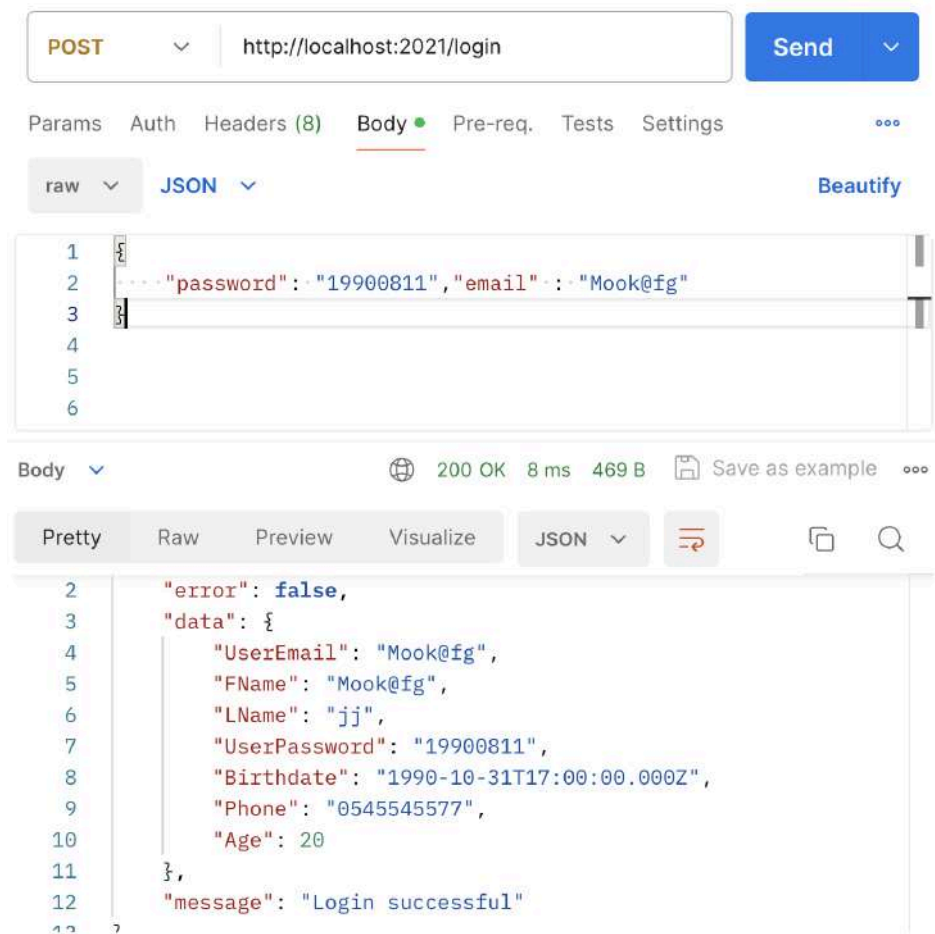 POST http://localhost:2021/login Send
Params Auth Headers (8) Body Pre-req. Tests Settings
raw JSON Beautify
1 {
2 "password": "19900811","email" : "Mook@fg"
3 }
4
5
6
Body 200 OK 8 ms 469 B Save as example
Pretty Raw Preview Visualize JSON
2 "error": false,
3 "data": {
4 "UserEmail": "Mook@fg",
5 "FName": "Mook@fg",
6 "LName": "jj",
7 "UserPassword": "19900811",
8 "Birthdate": "1990-10-31T17:00:00.000Z",
9 "Phone": "0545545577",
10 "Age": 20
11 },
12 "message": "Login successful"